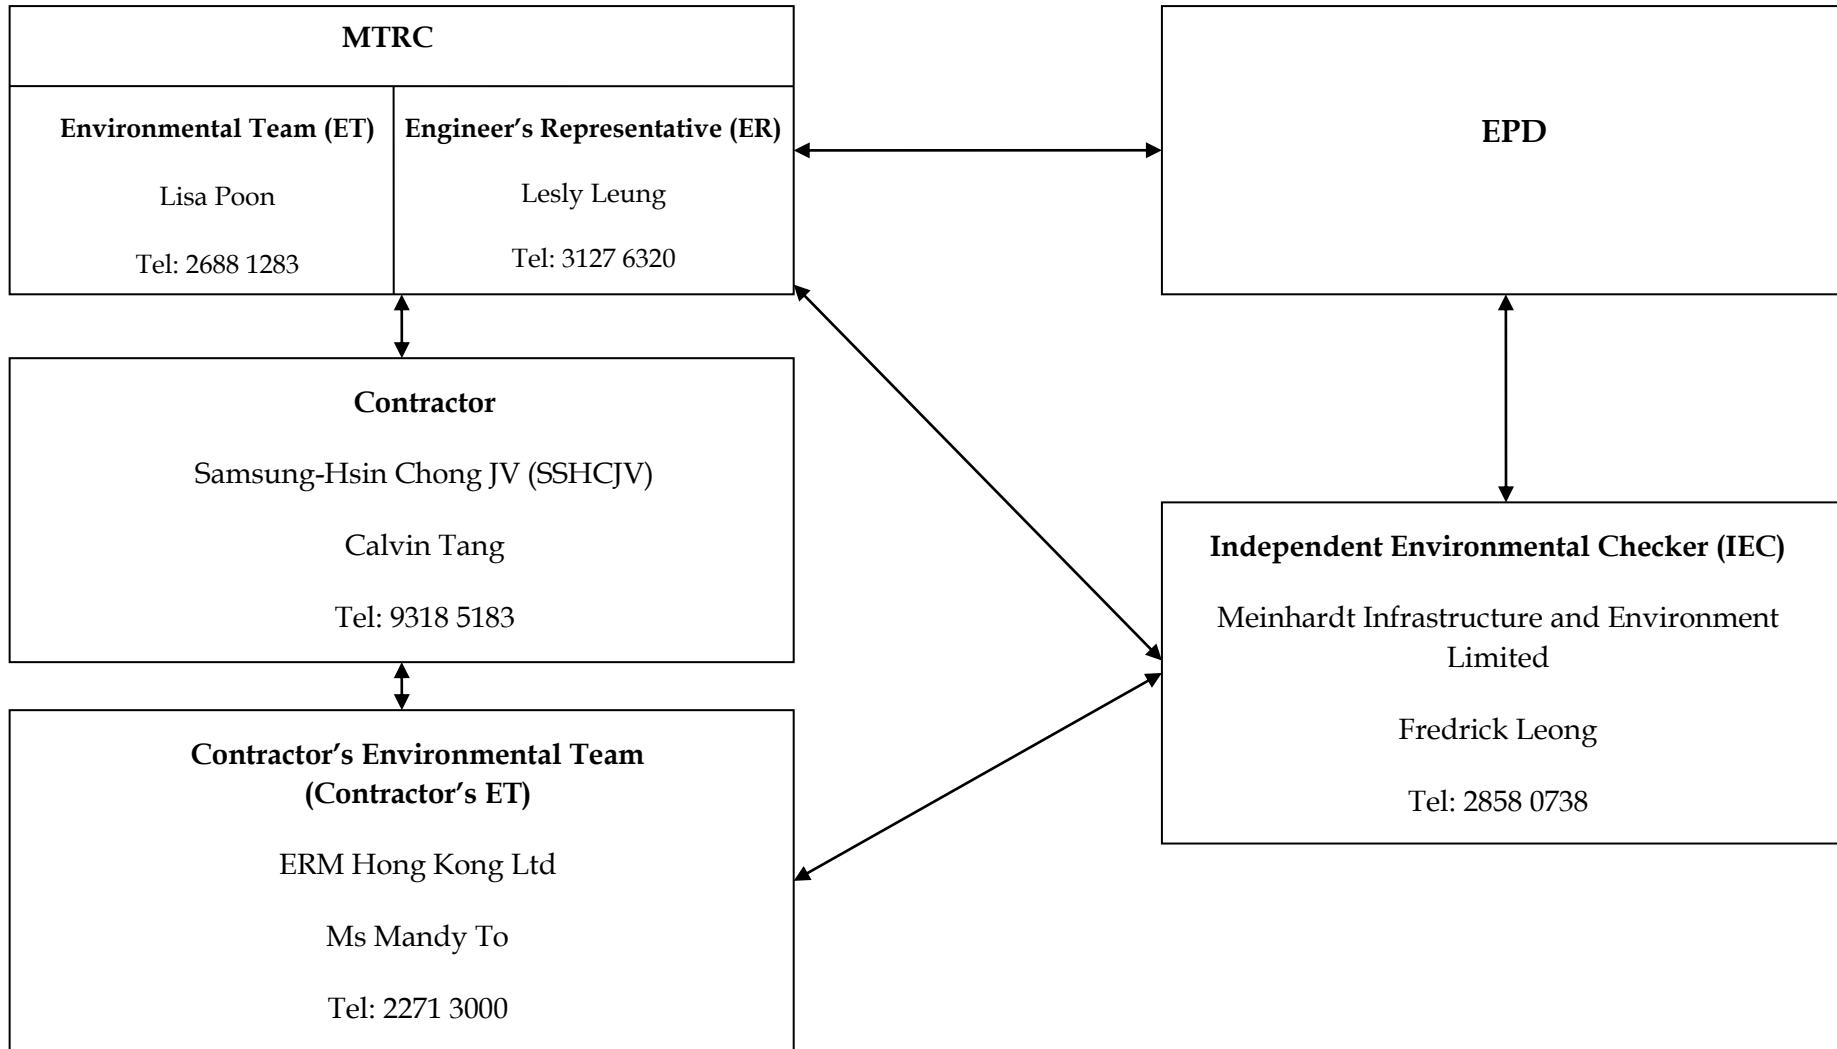 MTRC
Environmental Team (ET)
Lisa Poon
Tel: 2688 1283
Engineer’s Representative (ER)
Lesly Leung
Tel: 3127 6320
EPD
Contractor
Samsung-Hsin Chong JV (SSHCJV)
Calvin Tang
Tel: 9318 5183
Independent Environmental Checker (IEC)
Meinhardt Infrastructure and Environment
Limited
Fredrick Leong
Tel: 2858 0738
Contractor’s Environmental Team
(Contractor’s ET)
ERM Hong Kong Ltd
Ms Mandy To
Tel: 2271 3000